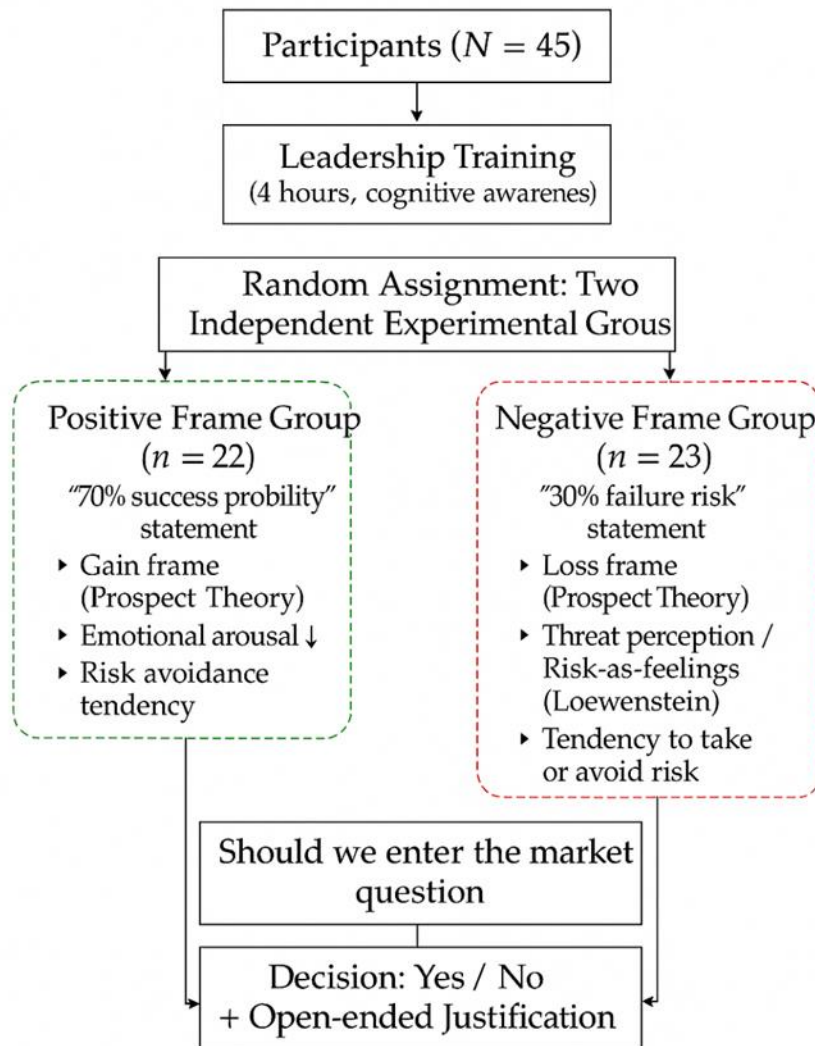 Participants (N = 45)
Leadership Training
(4 hours, cognitive awarenes)
Random Assignment: Two
Independent Experimental Grous
Positive Frame Group
(n = 22)
“70% success probility”
statement
‣ Gain frame
(Prospect Theory)
‣ Emotional arousal ↓
‣ Risk avoidance
tendency
Negative Frame Group
(n = 23)
”30% failure risk”
statement
‣ Loss frame
(Prospect Theory)
‣ Threat perception /
Risk-as-feelings
(Loewenstein)
‣ Tendency to take
or avoid risk
Should we enter the market
question
Decision: Yes / No
+ Open-ended Justification